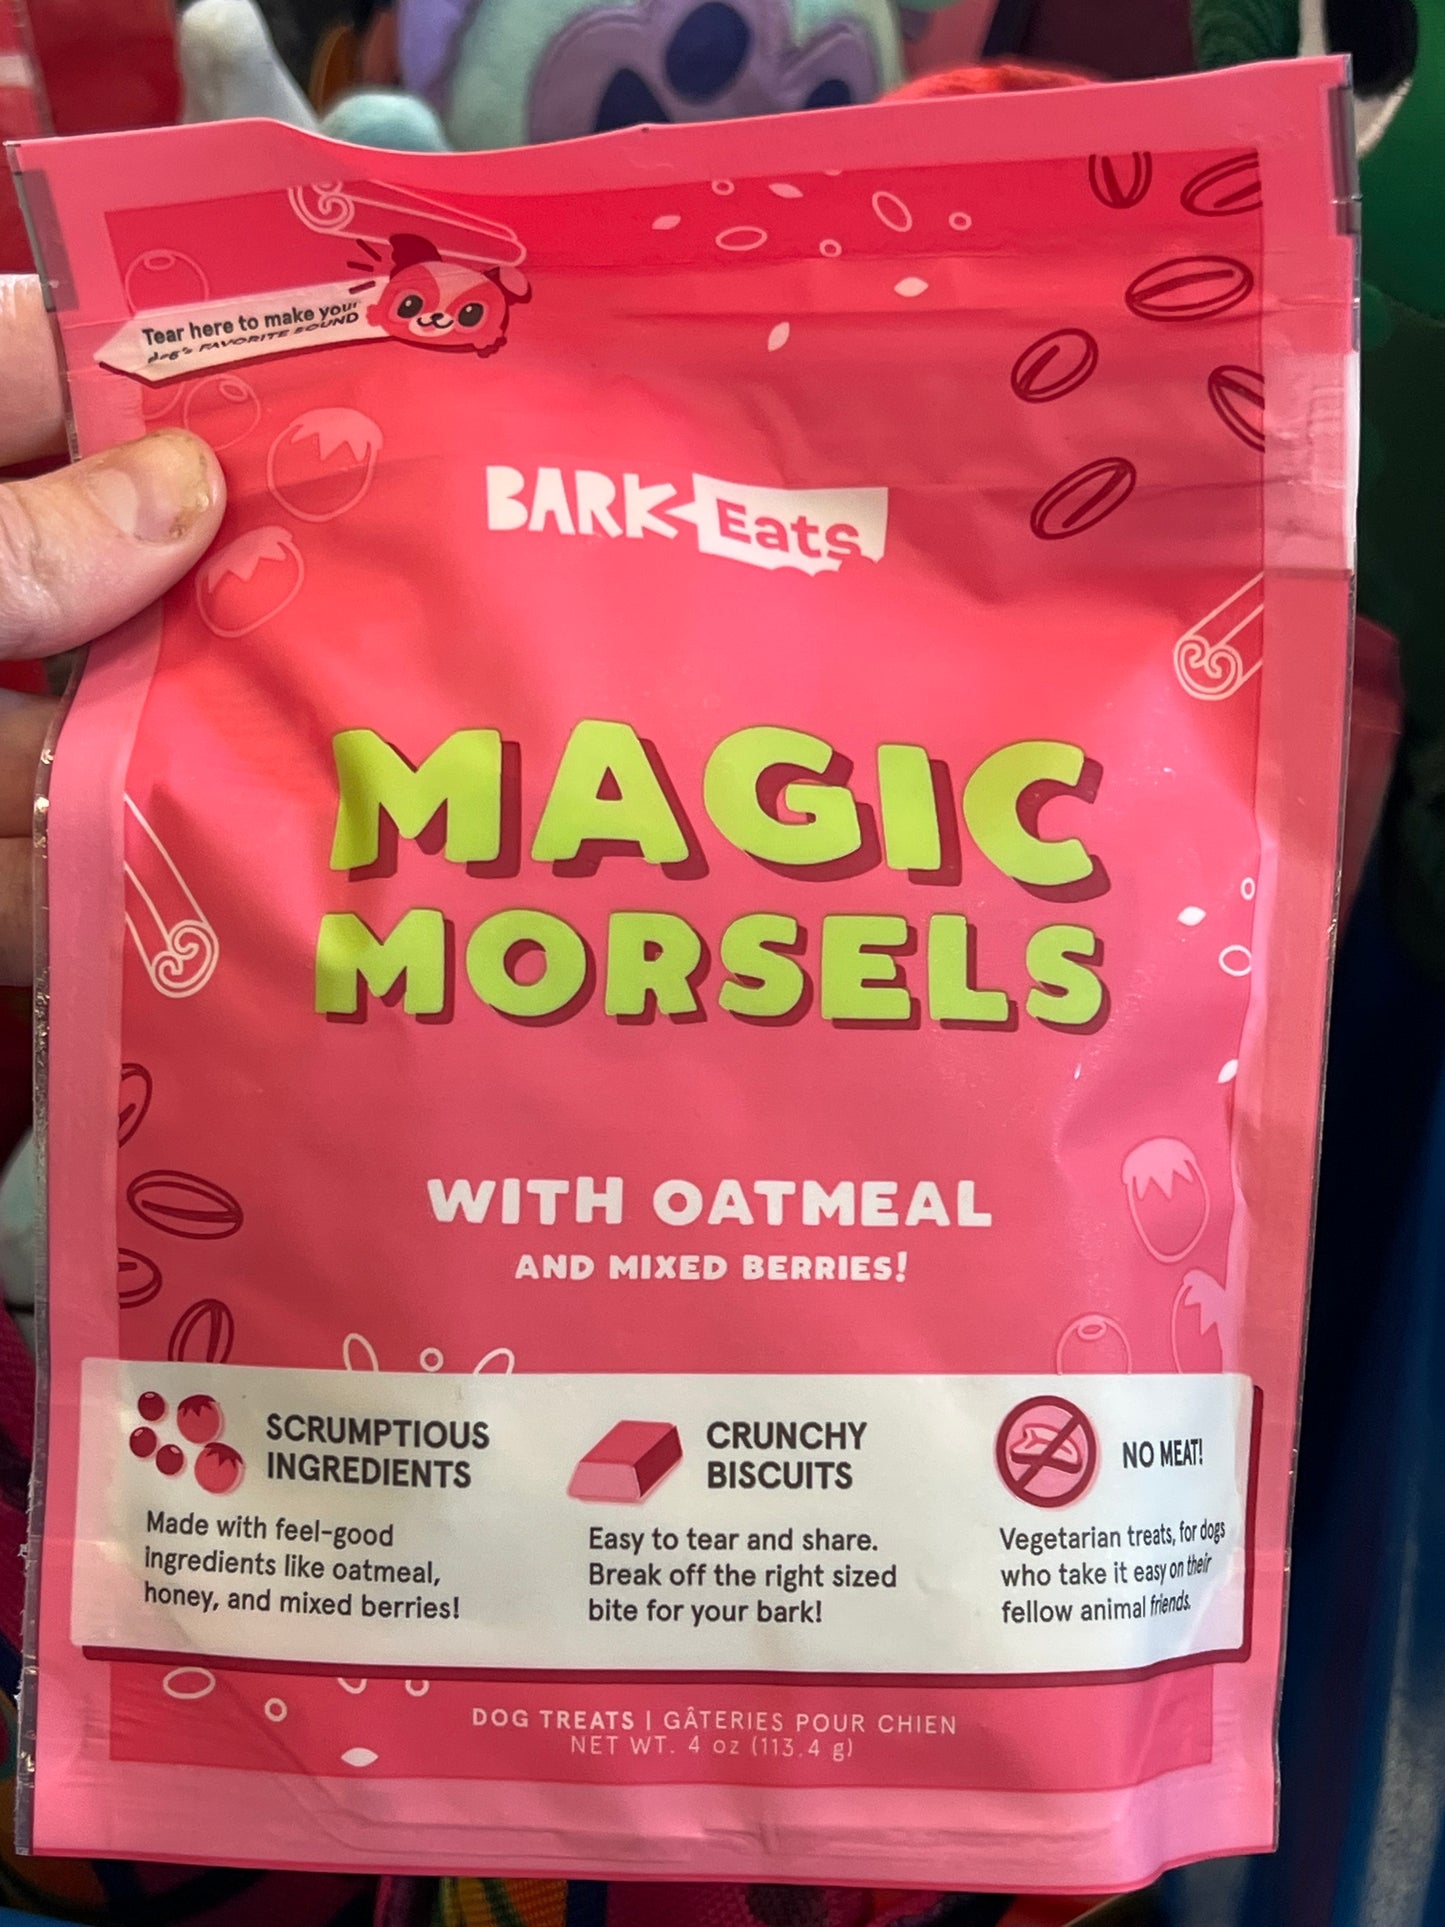 Tear here to make your
dog's FAVORITE SOUND
BARK Eats
MAGIC
MORSELS
WITH OATMEAL
AND MIXED BERRIES!
SCRUMPTIOUS
INGREDIENTS
Made with feel-good
ingredients like oatmeal,
honey, and mixed berries!
CRUNCHY
BISCUITS
Easy to tear and share.
Break off the right sized
bite for your bark!
NO MEAT!
Vegetarian treats, for dogs
who take it easy on their
fellow animal friends.
DOG TREATS | GÂTERIES POUR CHIEN
NET WT. 4 oz (113.4 g)